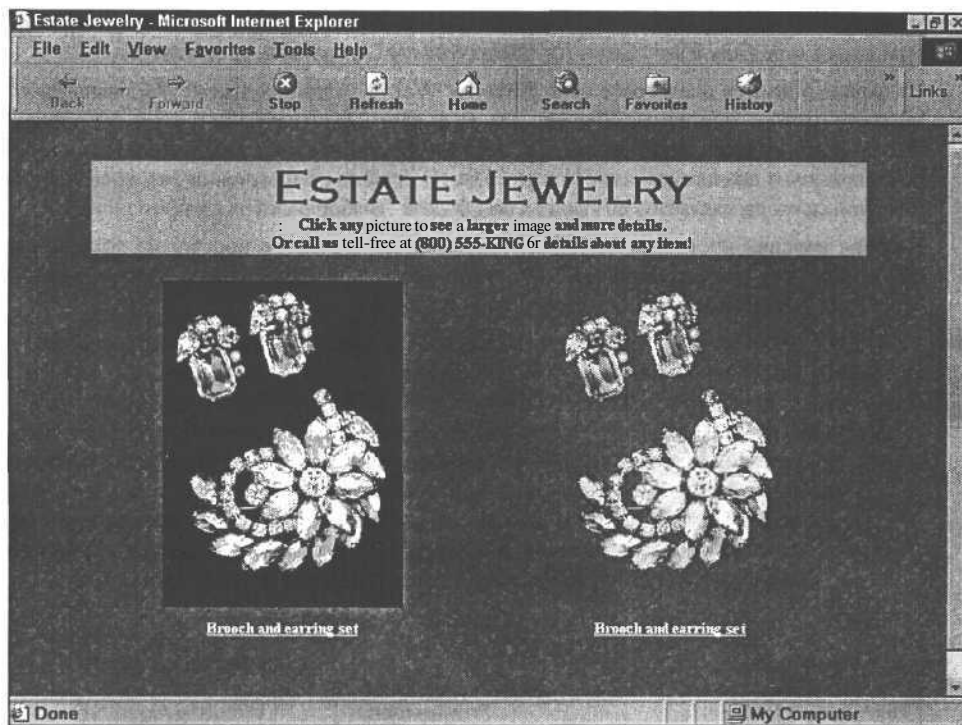 Estate Jewelry - Microsoft Internet Explorer
File Edit View Favorites Tools Help
Back Forward Stop Refresh Home Search Favorites History » Links »
ESTATE JEWELRY
: Click any picture to see a larger image and more details.
Or call us tell-free at (800) 555-KING 6r details about any item!
Brooch and earring set Brooch and earring set
Done My Computer